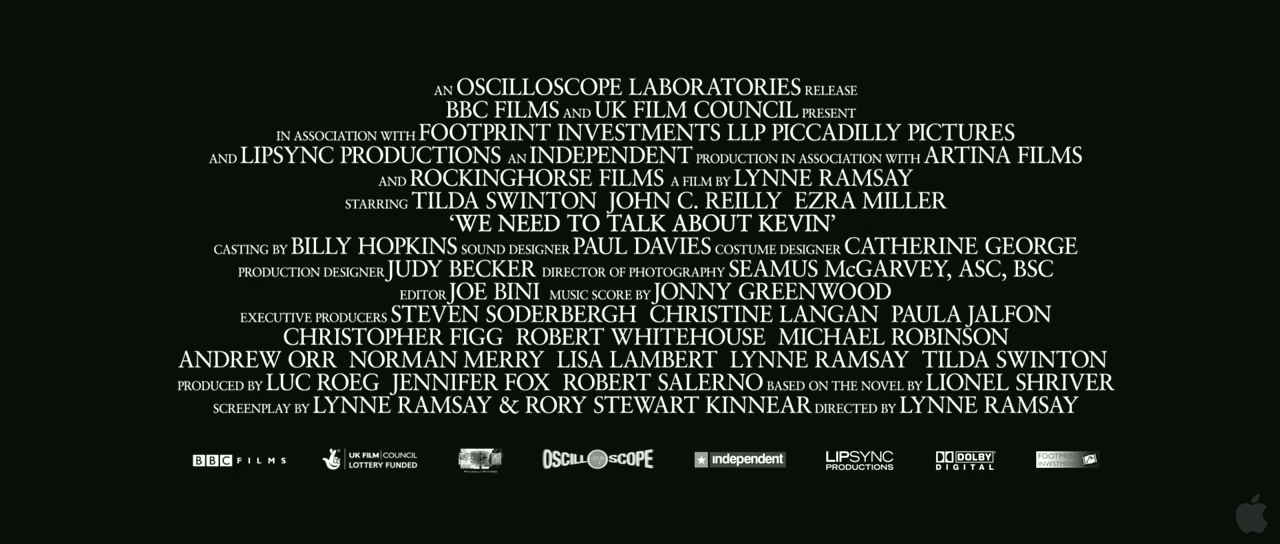 AN OSCILLOSCOPE LABORATORIES RELEASE
BBC FILMS AND UK FILM COUNCIL PRESENT
IN ASSOCIATION WITH FOOTPRINT INVESTMENTS LLP PICCADILLY PICTURES
AND LIPSYNC PRODUCTIONS AN INDEPENDENT PRODUCTION IN ASSOCIATION WITH ARTINA FILMS
AND ROCKINGHORSE FILMS A FILM BY LYNNE RAMSAY
STARRING TILDA SWINTON JOHN C. REILLY EZRA MILLER
‘WE NEED TO TALK ABOUT KEVIN’
CASTING BY BILLY HOPKINS SOUND DESIGNER PAUL DAVIES COSTUME DESIGNER CATHERINE GEORGE
PRODUCTION DESIGNER JUDY BECKER DIRECTOR OF PHOTOGRAPHY SEAMUS McGARVEY, ASC, BSC
EDITOR JOE BINI MUSIC SCORE BY JONNY GREENWOOD
EXECUTIVE PRODUCERS STEVEN SODERBERGH CHRISTINE LANGAN PAULA JALFON
CHRISTOPHER FIGG ROBERT WHITEHOUSE MICHAEL ROBINSON
ANDREW ORR NORMAN MERRY LISA LAMBERT LYNNE RAMSAY TILDA SWINTON
PRODUCED BY LUC ROEG JENNIFER FOX ROBERT SALERNO BASED ON THE NOVEL BY LIONEL SHRIVER
SCREENPLAY BY LYNNE RAMSAY & RORY STEWART KINNEAR DIRECTED BY LYNNE RAMSAY
BBC FILMS
UK FILM COUNCIL
LOTTERY FUNDED
OSCILLOSCOPE
independent
LIPSYNC
PRODUCTIONS
DOLBY
DIGITAL
FOOTPRINT
INVESTMENTS